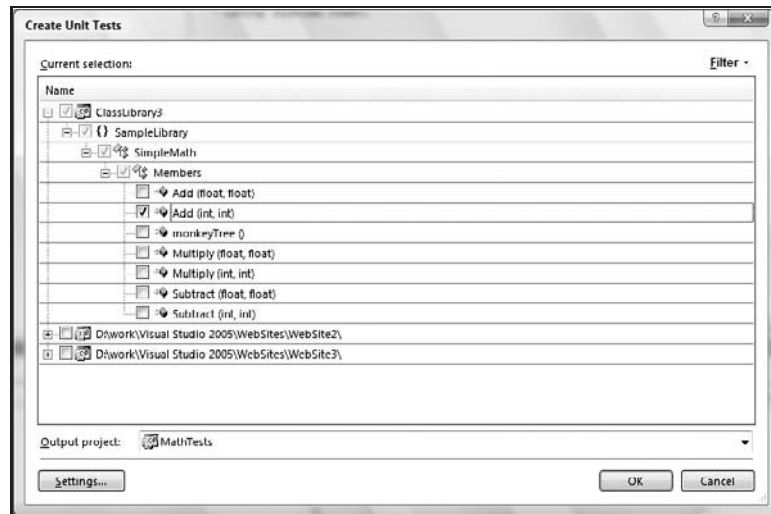 Create Unit Tests
Current selection:
Filter
Name
ClassLibrary3
{} SampleLibrary
SimpleMath
Members
Add (float, float)
Add (int, int)
monkeyTree ()
Multiply (float, float)
Multiply (int, int)
Subtract (float, float)
Subtract (int, int)
D:\work\Visual Studio 2005\WebSites\WebSite2\
D:\work\Visual Studio 2005\WebSites\WebSite3\
Output project: MathTests
Settings... OK Cancel